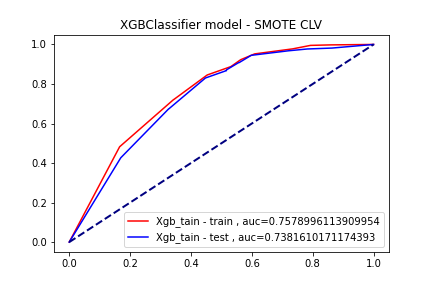 XGBClassifier model - SMOTE CLV
1.0
0.8
0.6
0.4
0.2
0.0
Xgb_tain - train , auc=0.7578996113909954
Xgb_tain - test , auc=0.7381610171174393
0.0 0.2 0.4 0.6 0.8 1.0